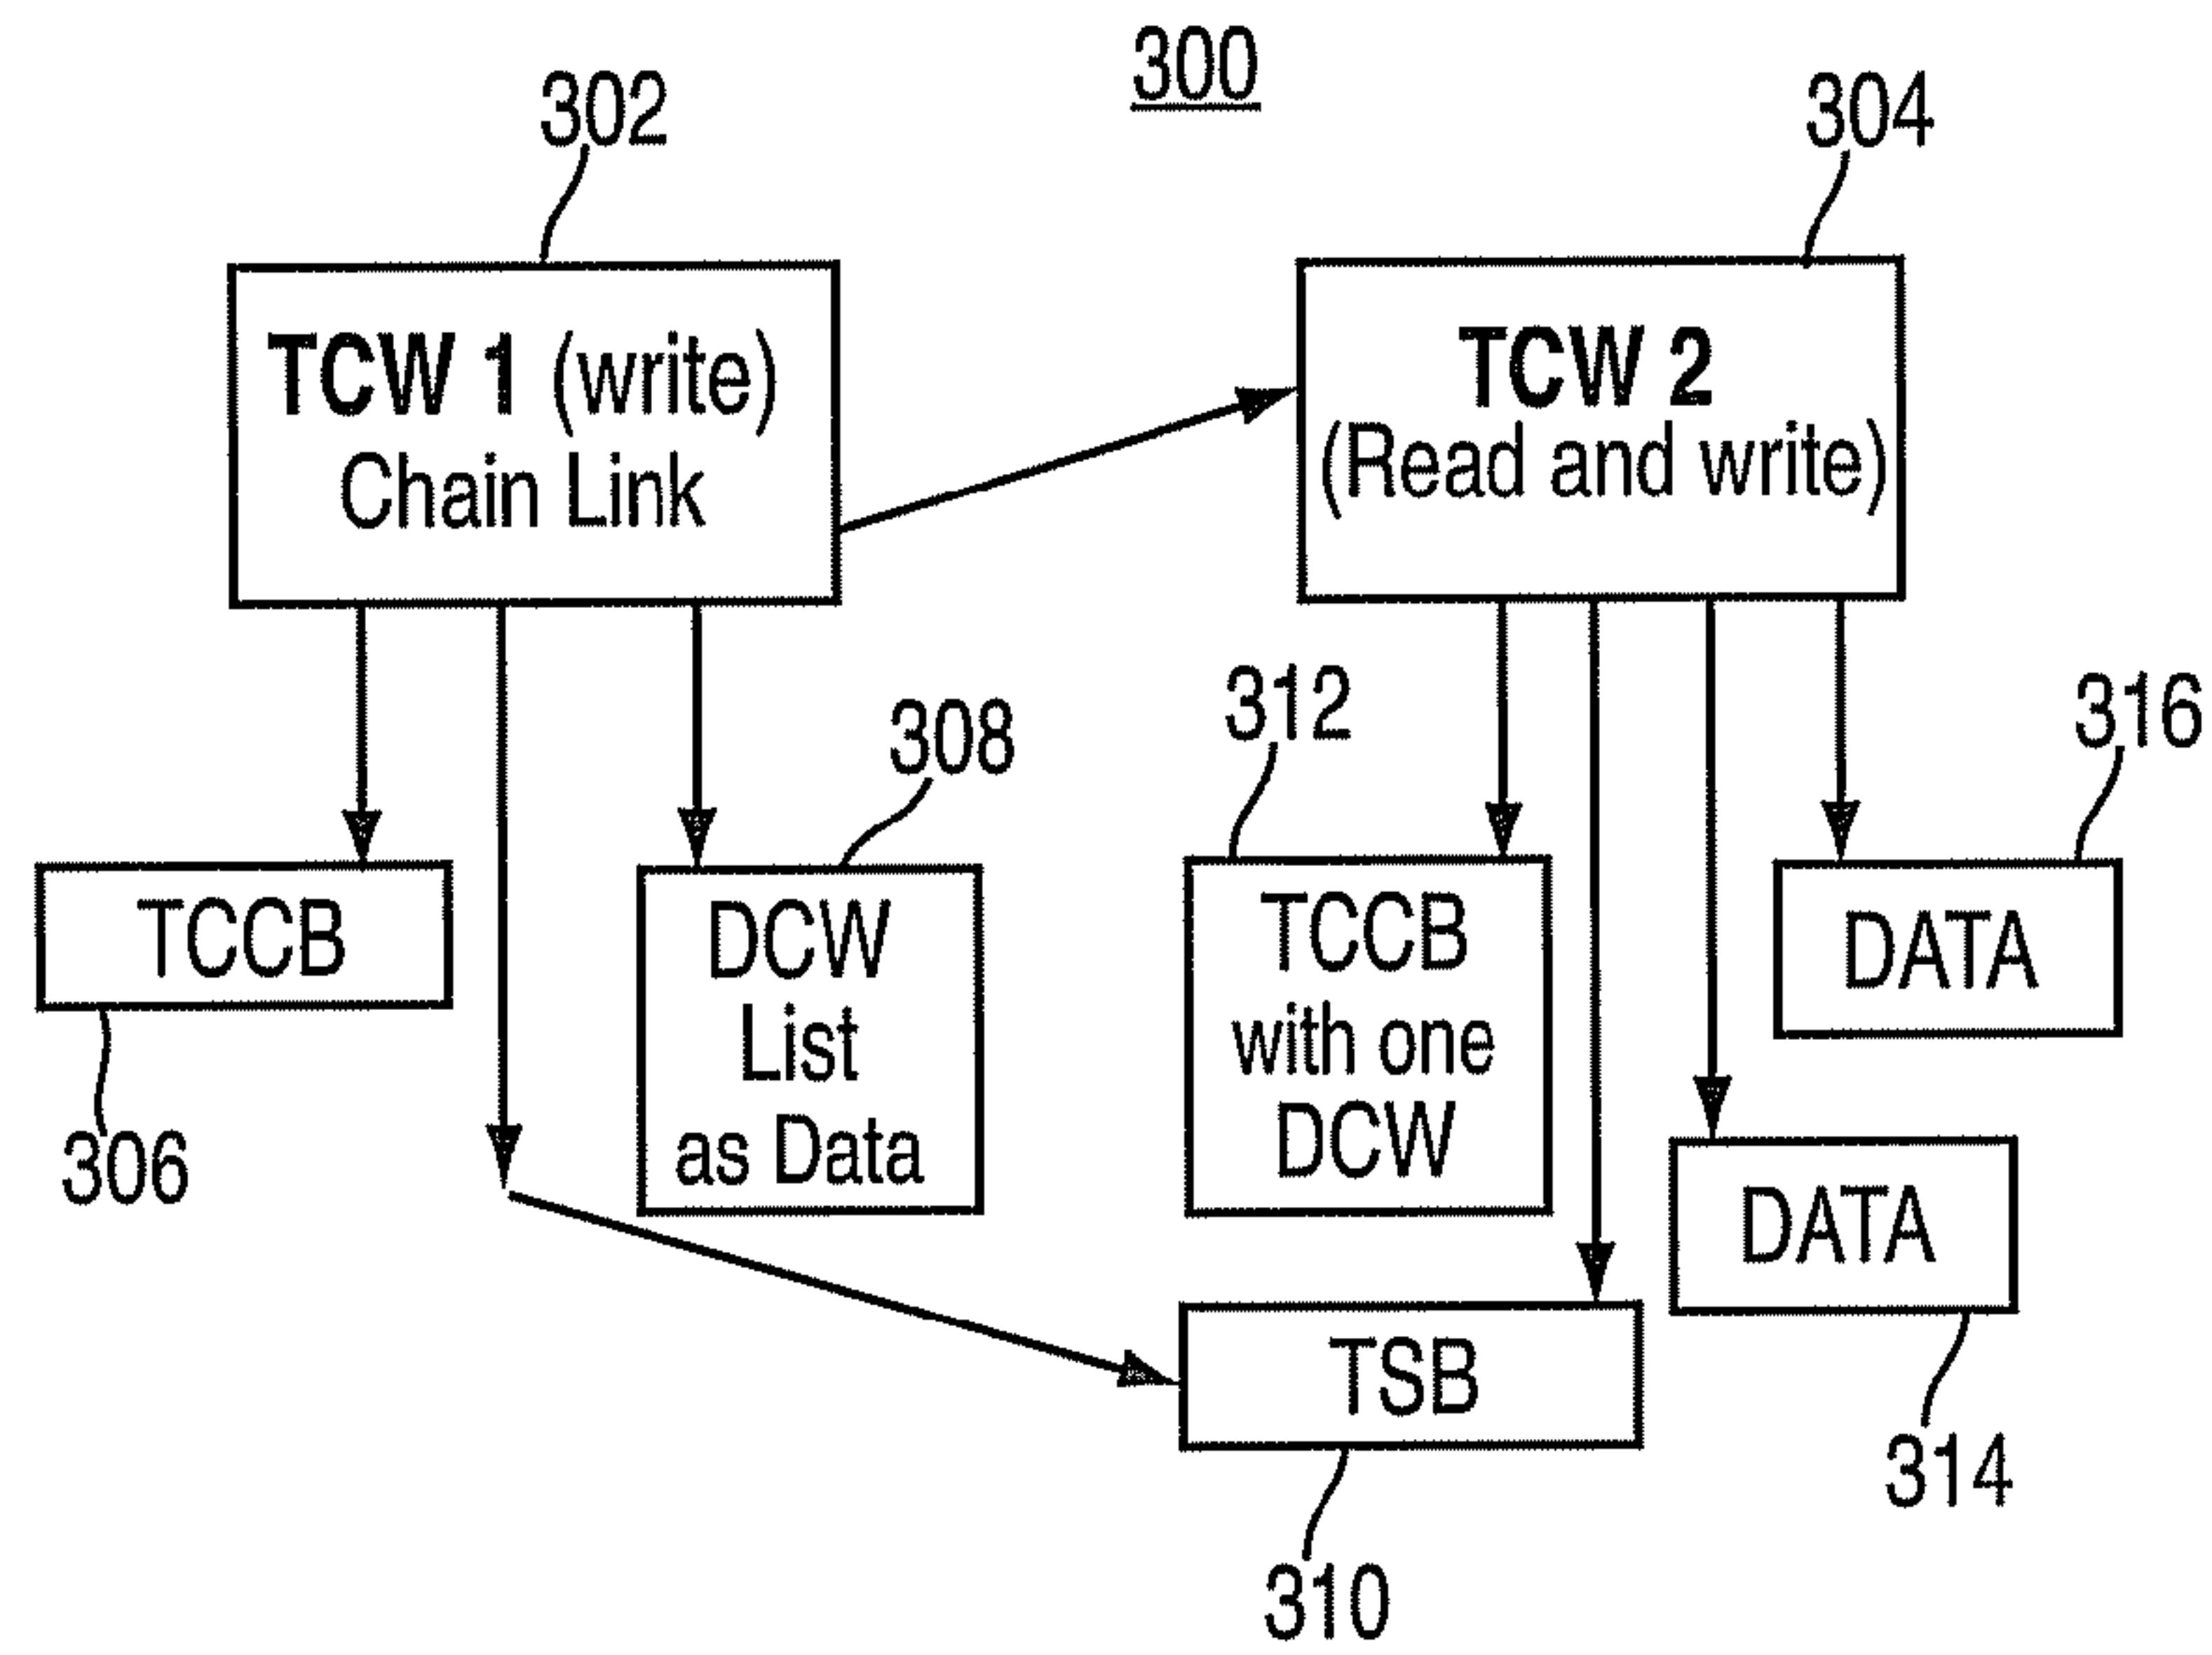 300
302
304
TCW 1 (write)
Chain Link
TCW 2
(Read and write)
312
316
308
TCCB
DCW
List
as Data
TCCB
with one
DCW
DATA
306
DATA
TSB
314
310